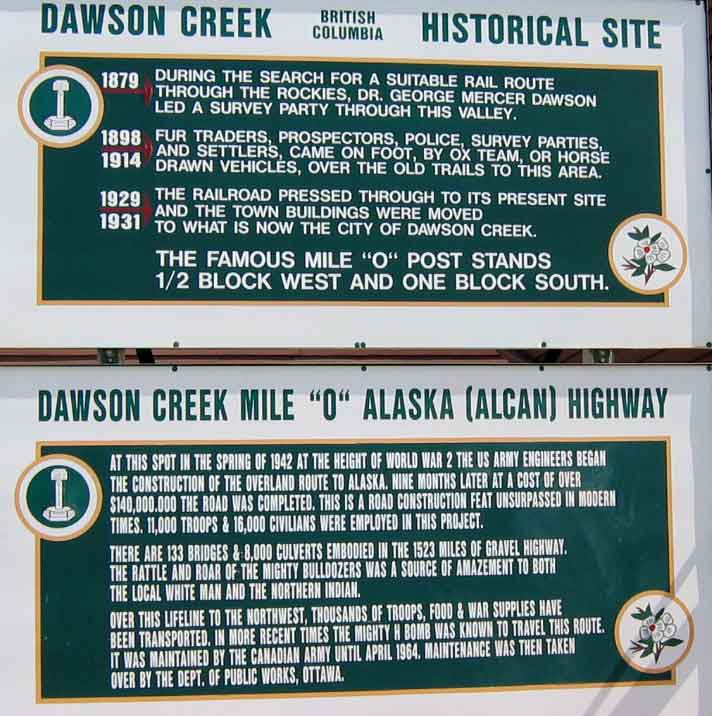 DAWSON CREEK BRITISH COLUMBIA HISTORICAL SITE
1879 DURING THE SEARCH FOR A SUITABLE RAIL ROUTE
THROUGH THE ROCKIES, DR. GEORGE MERCER DAWSON
LED A SURVEY PARTY THROUGH THIS VALLEY.
1898 FUR TRADERS, PROSPECTORS, POLICE, SURVEY PARTIES,
AND SETTLERS, CAME ON FOOT, BY OX TEAM, OR HORSE
1914 DRAWN VEHICLES, OVER THE OLD TRAILS TO THIS AREA.
1929 THE RAILROAD PRESSED THROUGH TO ITS PRESENT SITE
AND THE TOWN BUILDINGS WERE MOVED
1931 TO WHAT IS NOW THE CITY OF DAWSON CREEK.
THE FAMOUS MILE "O" POST STANDS
1/2 BLOCK WEST AND ONE BLOCK SOUTH.
DAWSON CREEK MILE "O" ALASKA (ALCAN) HIGHWAY
AT THIS SPOT IN THE SPRING OF 1942 AT THE HEIGHT OF WORLD WAR 2 THE US ARMY ENGINEERS BEGAN
THE CONSTRUCTION OF THE OVERLAND ROUTE TO ALASKA. NINE MONTHS LATER AT A COST OF OVER
$140,000.000 THE ROAD WAS COMPLETED. THIS IS A ROAD CONSTRUCTION FEAT UNSURPASSED IN MODERN
TIMES. 11,000 TROOPS & 16,000 CIVILIANS WERE EMPLOYED IN THIS PROJECT.
THERE ARE 133 BRIDGES & 8,000 CULVERTS EMBODIED IN THE 1523 MILES OF GRAVEL HIGHWAY.
THE RATTLE AND ROAR OF THE MIGHTY BULLDOZERS WAS A SOURCE OF AMAZEMENT TO BOTH
THE LOCAL WHITE MAN AND THE NORTHERN INDIAN.
OVER THIS LIFELINE TO THE NORTHWEST, THOUSANDS OF TROOPS, FOOD & WAR SUPPLIES HAVE
BEEN TRANSPORTED. IN MORE RECENT TIMES THE MIGHTY H BOMB WAS KNOWN TO TRAVEL THIS ROUTE.
IT WAS MAINTAINED BY THE CANADIAN ARMY UNTIL APRIL 1964. MAINTENANCE WAS THEN TAKEN
OVER BY THE DEPT. OF PUBLIC WORKS, OTTAWA.